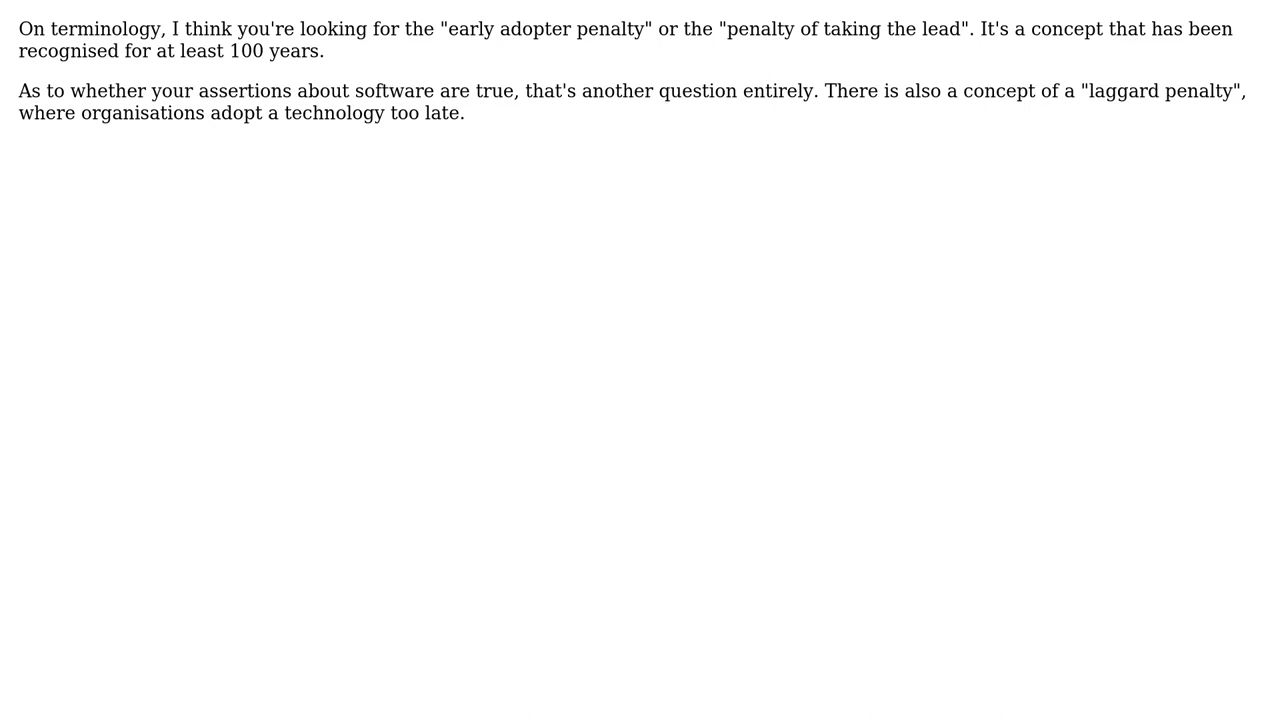 On terminology, I think you're looking for the "early adopter penalty" or the "penalty of taking the lead". It's a concept that has been
recognised for at least 100 years.
As to whether your assertions about software are true, that's another question entirely. There is also a concept of a "laggard penalty",
where organisations adopt a technology too late.